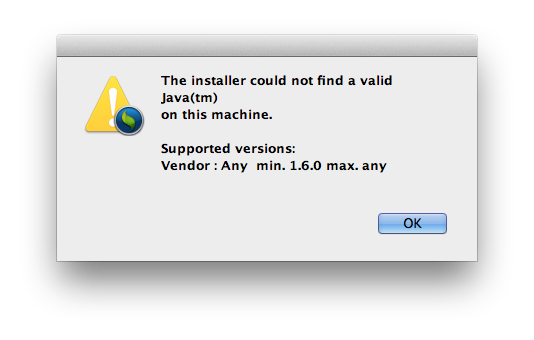 The installer could not find a valid
Java(tm)
on this machine.
Supported versions:
Vendor : Any  min. 1.6.0 max. any
OK